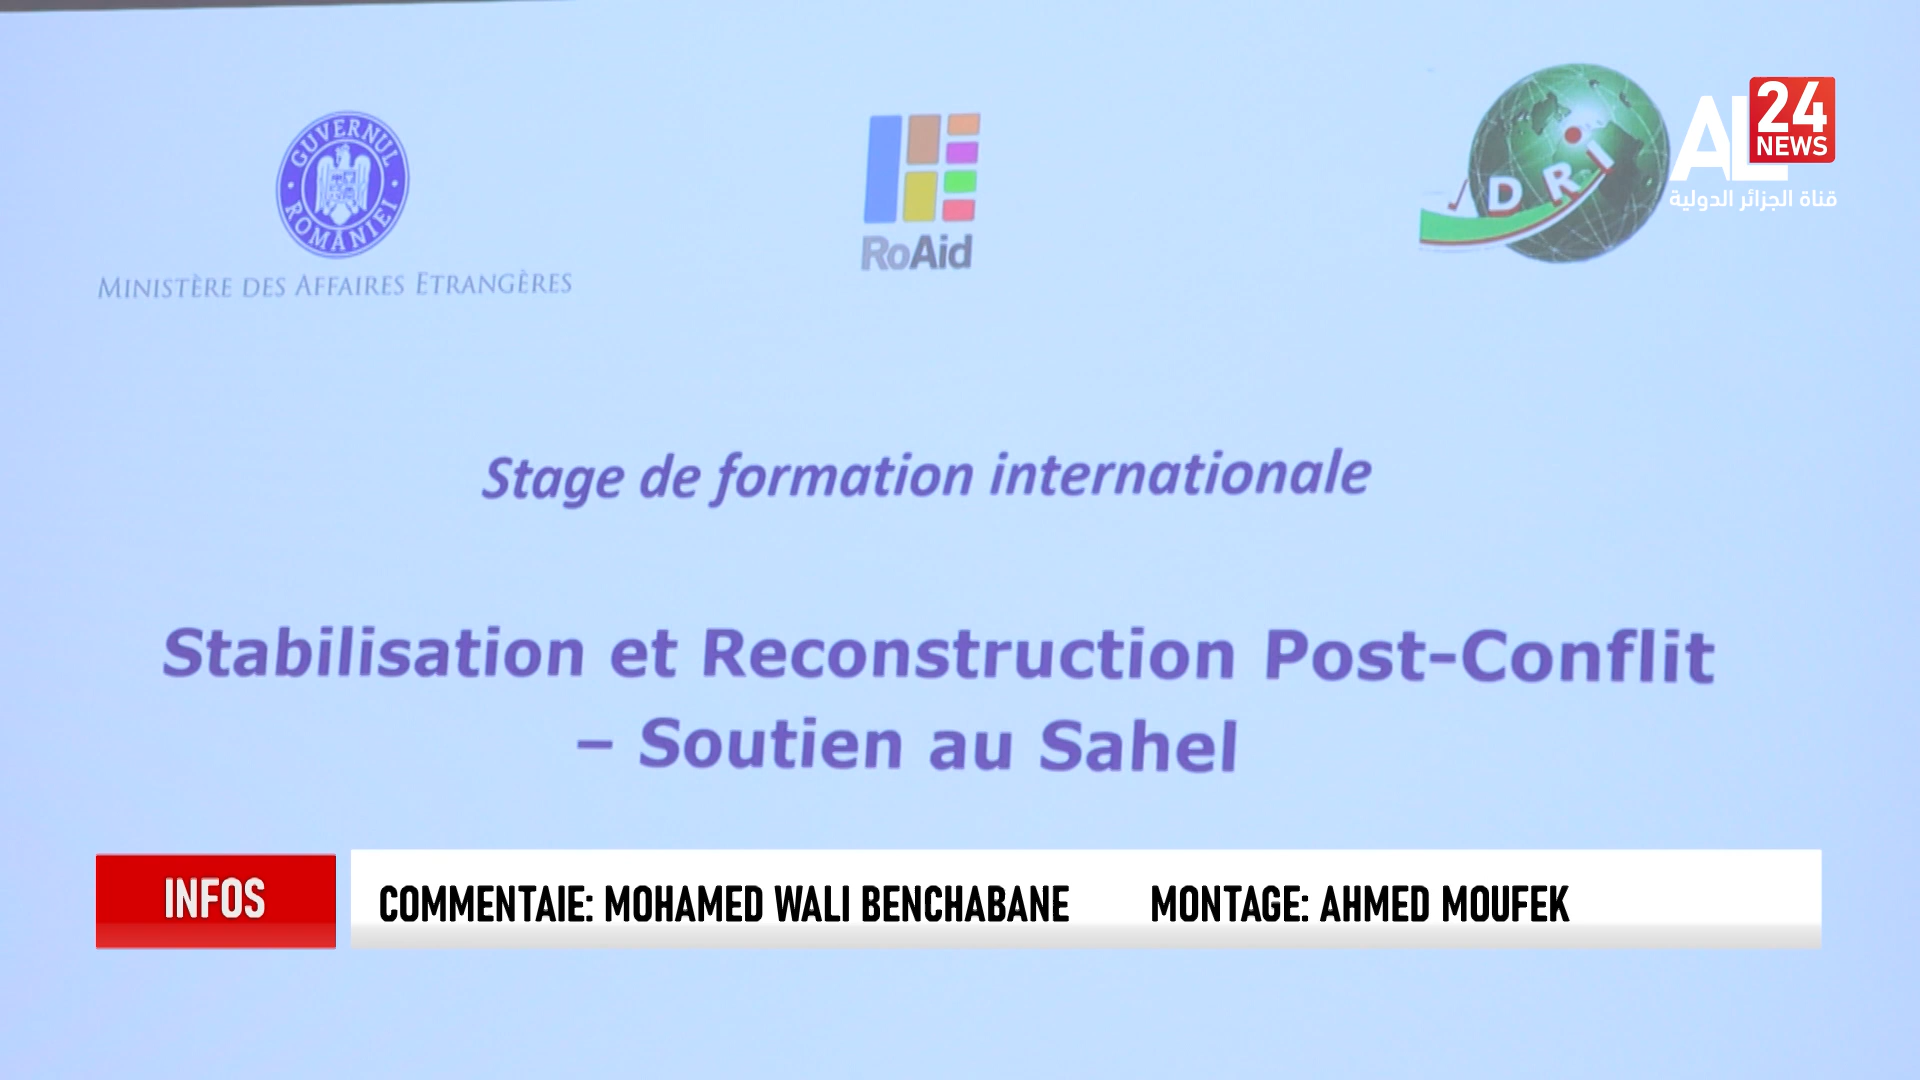 GUVERNUL ROMÂNIEI
MINISTÈRE DES AFFAIRES ETRANGÈRES
RoAid
IDRI
AL 24 NEWS
قناة الجزائر الدولية
Stage de formation internationale
Stabilisation et Reconstruction Post-Conflit
– Soutien au Sahel
INFOS
COMMENTAIE: MOHAMED WALI BENCHABANE MONTAGE: AHMED MOUFEK